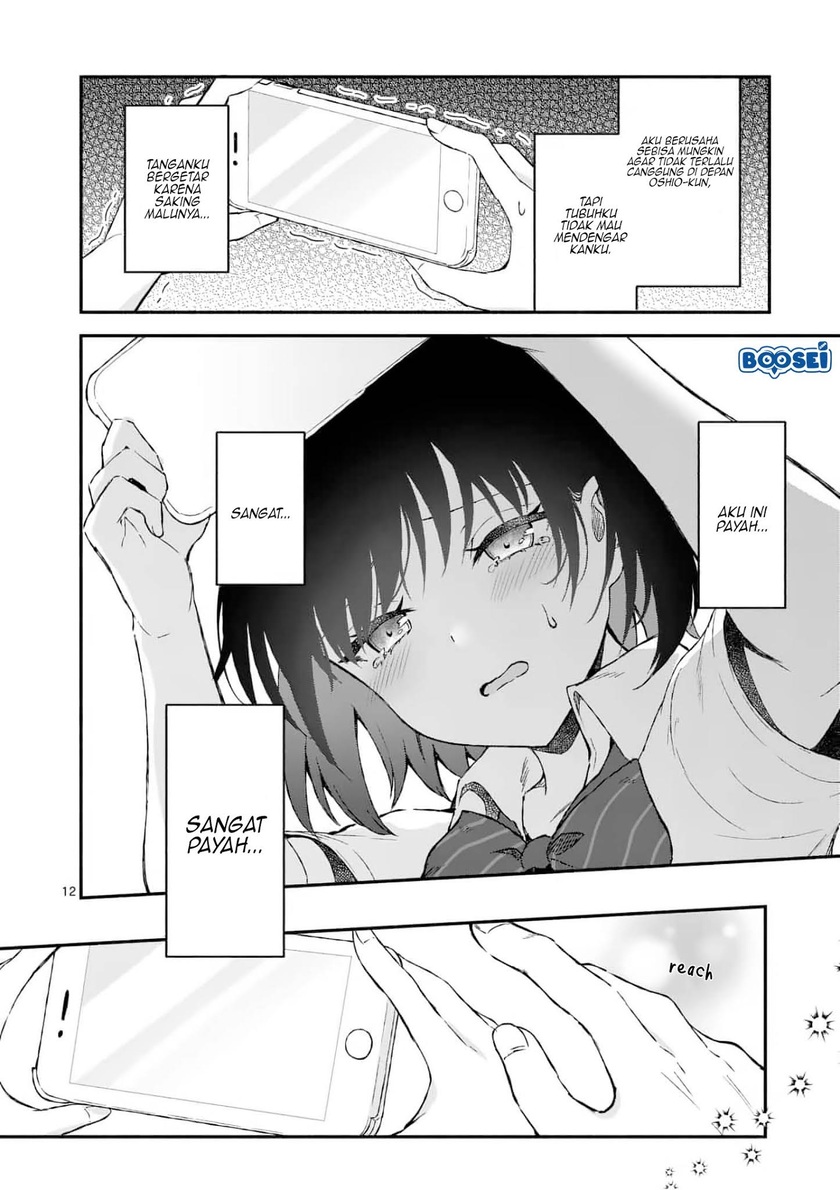 AKU BERUSAHA
SEBISA MUNGKIN
AGAR TIDAK TERLALU
CANGGUNG DI DEPAN
OSHIO-KUN,
TAPI
TUBUHKU
TIDAK MAU
MENDENGAR
KANKU.
TANGANKU
BERGETAR
KARENA
SAKING
MALUNYA...
BOOSEI
AKU INI
PAYAH...
SANGAT...
SANGAT
PAYAH...
12
reach